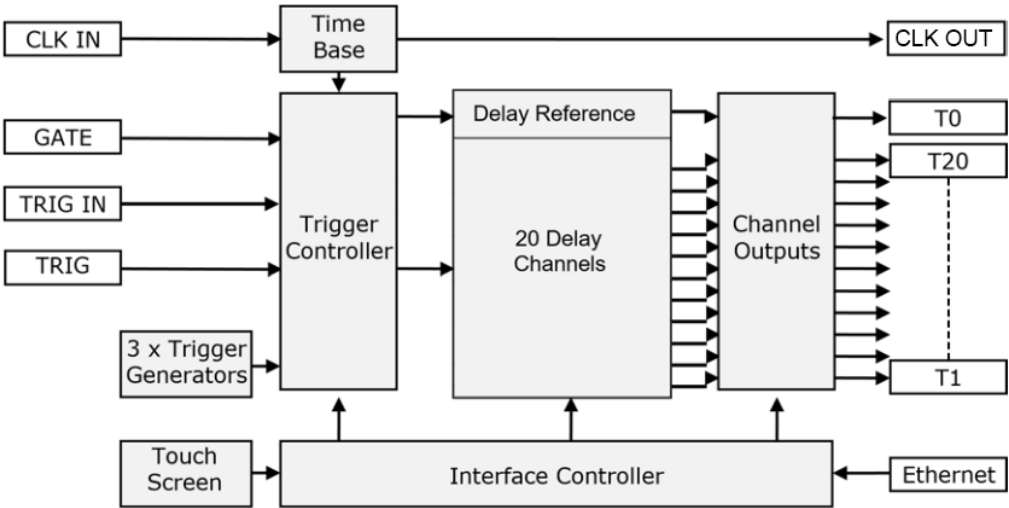 CLK IN
Time
Base
CLK OUT
GATE
TRIG IN
TRIG
3 x Trigger
Generators
Trigger
Controller
Delay Reference
20 Delay
Channels
Channel
Outputs
T0
T20
T1
Touch
Screen
Interface Controller
Ethernet